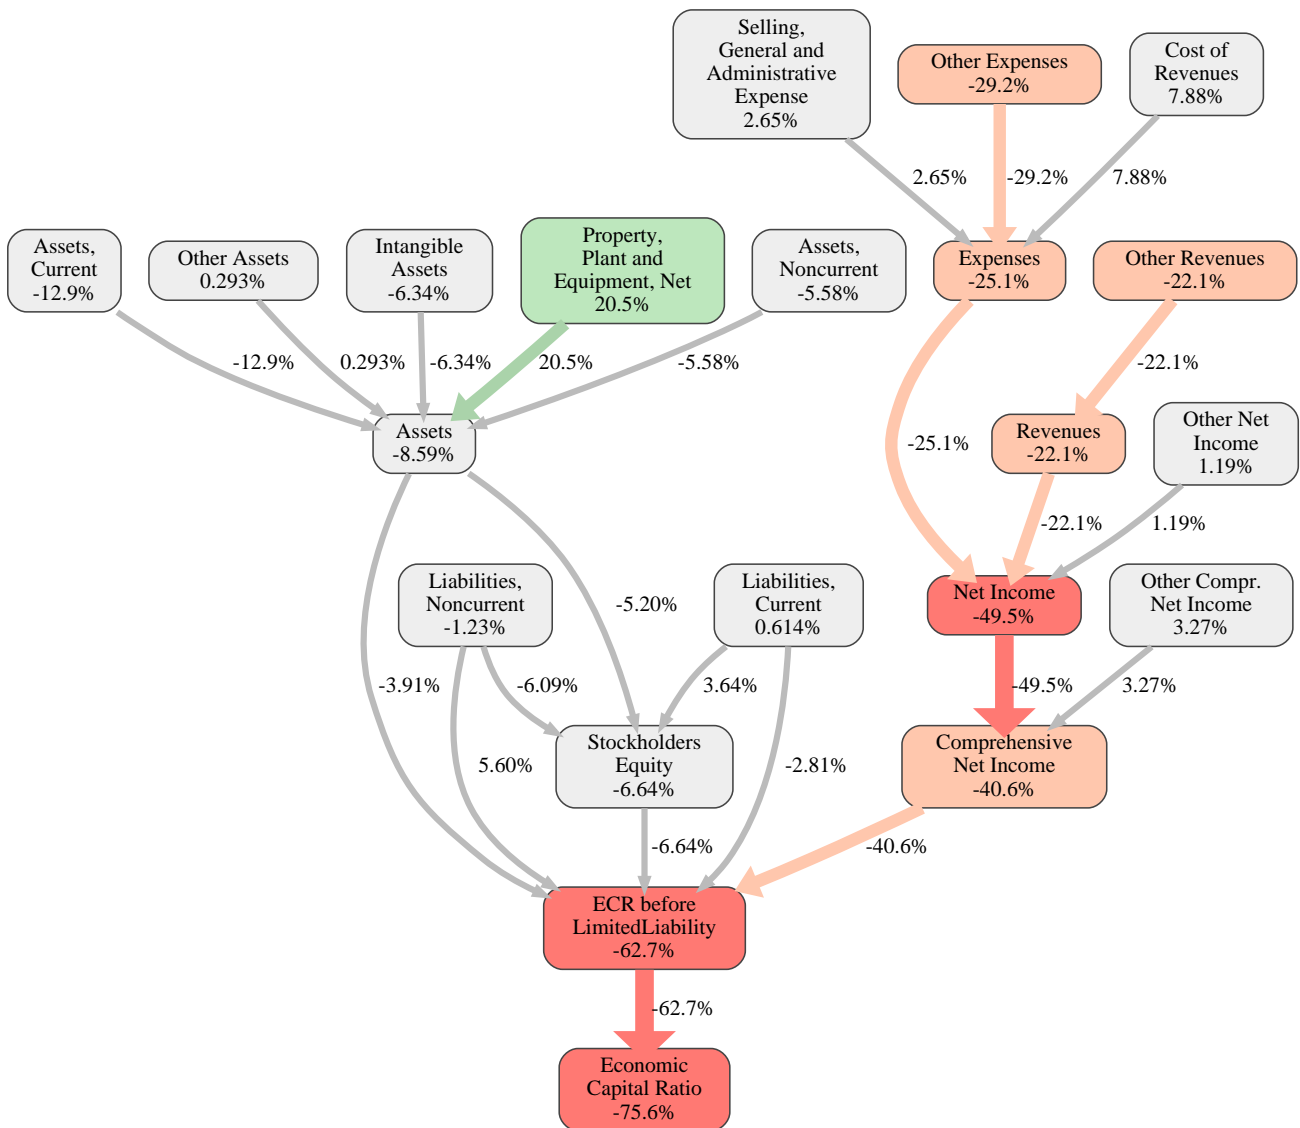 Selling,
General and
Administrative
Expense
2.65%
Other Expenses
-29.2%
Cost of
Revenues
7.88%
2.65%
-29.2%
7.88%
Assets,
Current
-12.9%
Other Assets
0.293%
Intangible
Assets
-6.34%
Property,
Plant and
Equipment, Net
20.5%
Assets,
Noncurrent
-5.58%
Expenses
-25.1%
Other Revenues
-22.1%
-12.9%
0.293%
-6.34%
20.5%
-5.58%
-22.1%
Assets
-8.59%
-25.1%
Revenues
-22.1%
Other Net
Income
1.19%
-22.1%
1.19%
Liabilities,
Noncurrent
-1.23%
-5.20%
Liabilities,
Current
0.614%
Net Income
-49.5%
Other Compr.
Net Income
3.27%
-3.91%
-6.09%
3.64%
-49.5%
3.27%
5.60%
Stockholders
Equity
-6.64%
-2.81%
Comprehensive
Net Income
-40.6%
-6.64%
-40.6%
ECR before
LimitedLiability
-62.7%
-62.7%
Economic
Capital Ratio
-75.6%